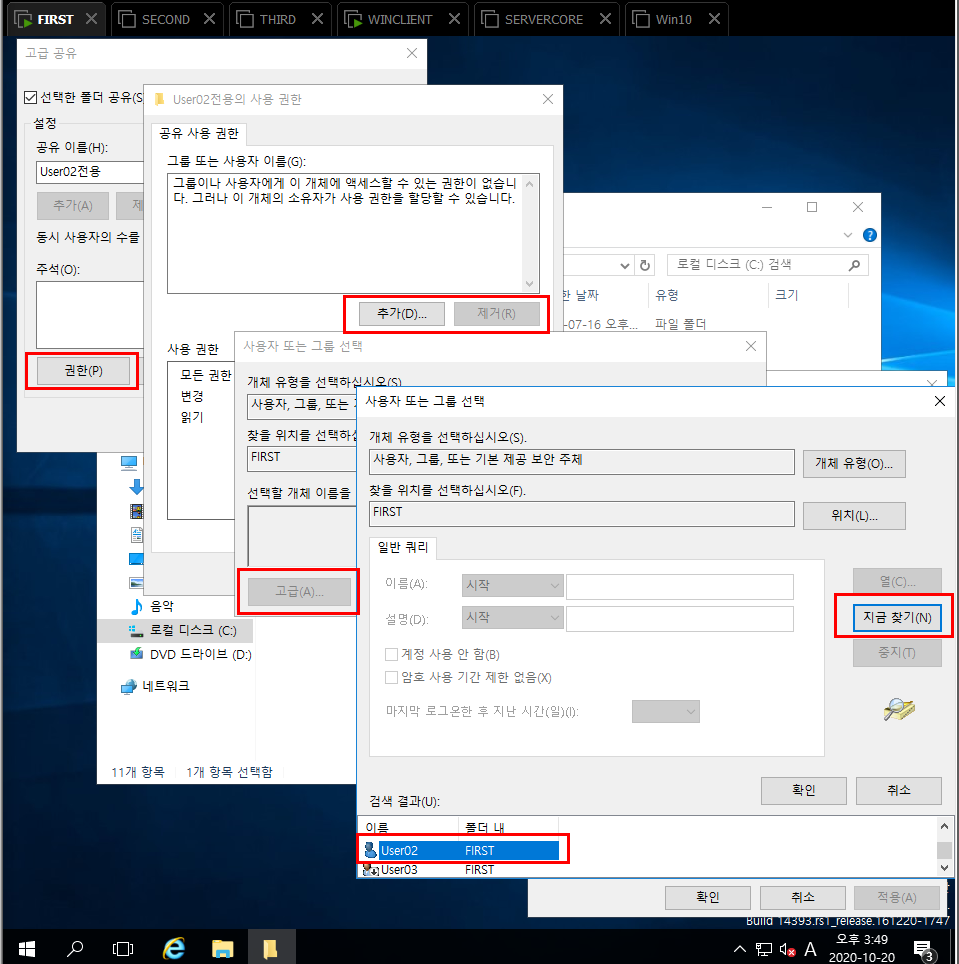 FIRST
SECOND
THIRD
WINCLIENT
SERVERCORE
Win10
고급 공유
선택한 폴더 공유(S
설정
공유 이름(H):
User02전용
추가(A)
동시 사용자의 수를
주석(O):
권한(P)
User02전용의 사용 권한
공유 사용 권한
그룹 또는 사용자 이름(G):
그룹이나 사용자에게 이 개체에 액세스할 수 있는 권한이 없습니
다. 그러나 이 개체의 소유자가 사용 권한을 할당할 수 있습니다.
추가(D)...
제거(R)
사용 권한
모든 권한
변경
읽기
로컬 디스크 (C:) 검색
한 날짜
유형
크기
-07-16 오후...
파일 폴더
사용자 또는 그룹 선택
개체 유형을 선택하십시오(S)
사용자, 그룹, 또는
찾을 위치를 선택하십
FIRST
선택할 개체 이름을
고급(A)...
사용자 또는 그룹 선택
개체 유형을 선택하십시오(S).
사용자, 그룹, 또는 기본 제공 보안 주체
개체 유형(O)...
찾을 위치를 선택하십시오(F).
FIRST
위치(L)...
일반 쿼리
이름(A):
시작
설명(D):
시작
계정 사용 안 함(B)
암호 사용 기간 제한 없음(X)
마지막 로그온한 후 지난 시간(일)(I):
열(C)...
지금 찾기(N)
중지(T)
확인
취소
검색 결과(U):
이름
폴더 내
User02
FIRST
User03
FIRST
음악
로컬 디스크 (C:)
DVD 드라이브 (D:)
네트워크
11개 항목
1개 항목 선택함
확인
취소
적용(A)
Build 14393.rs1_release.161220-1747
A
오후 3:49
2020-10-20
3